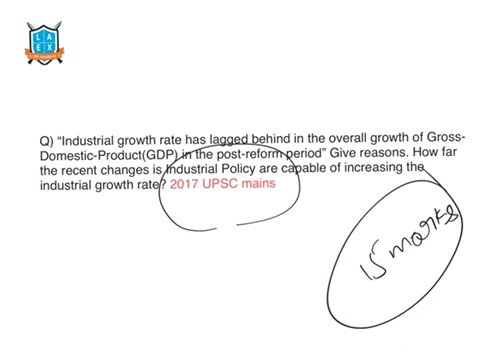 LA
EX
Q) “Industrial growth rate has lagged behind in the overall growth of Gross-
Domestic-Product(GDP) in the post-reform period” Give reasons. How far
the recent changes is Industrial Policy are capable of increasing the
industrial growth rate? 2017 UPSC mains
15 marks